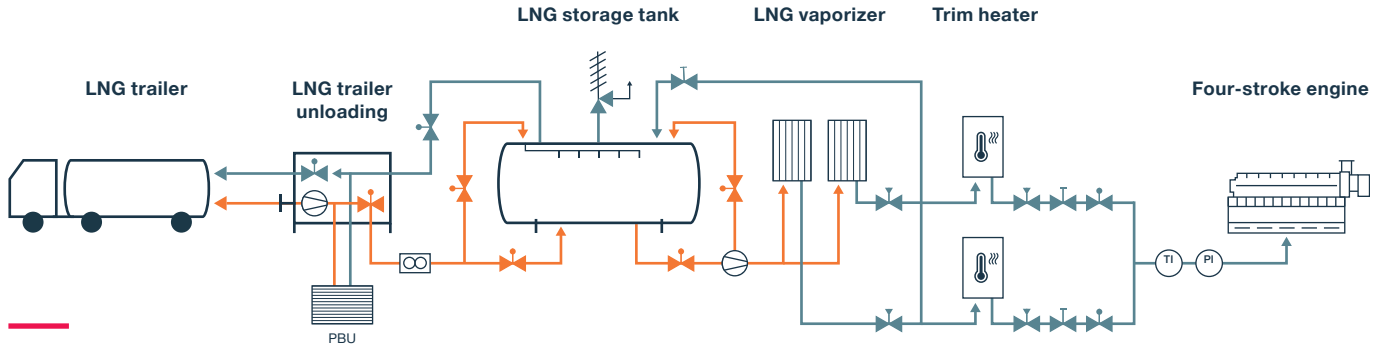 LNG storage tank
LNG vaporizer
Trim heater
LNG trailer
LNG trailer
unloading
Four-stroke engine
TI
PI
PBU